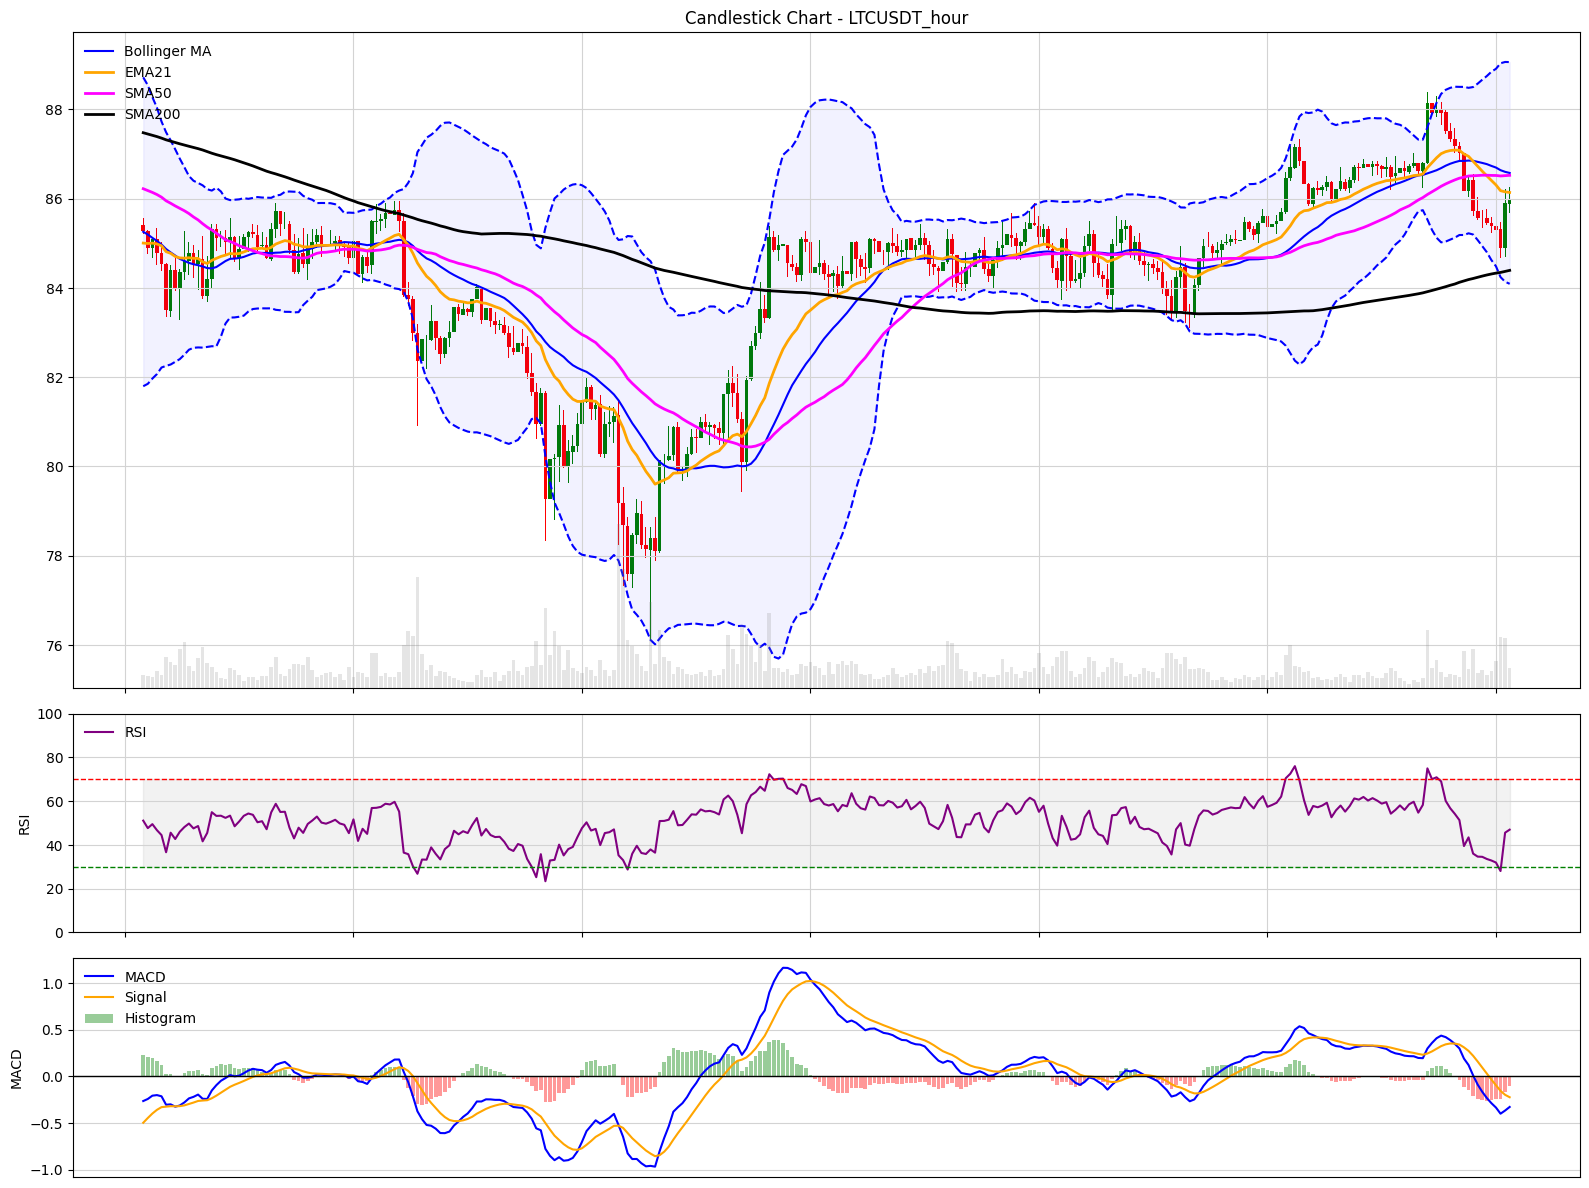 Candlestick Chart - LTCUSDT_hour
Bollinger MA
EMA21
SMA50
SMA200
88
86
84
82
80
78
76
100
80
60
40
20
0
RSI
RSI
1.0
0.5
0.0
−0.5
−1.0
MACD
MACD
Signal
Histogram